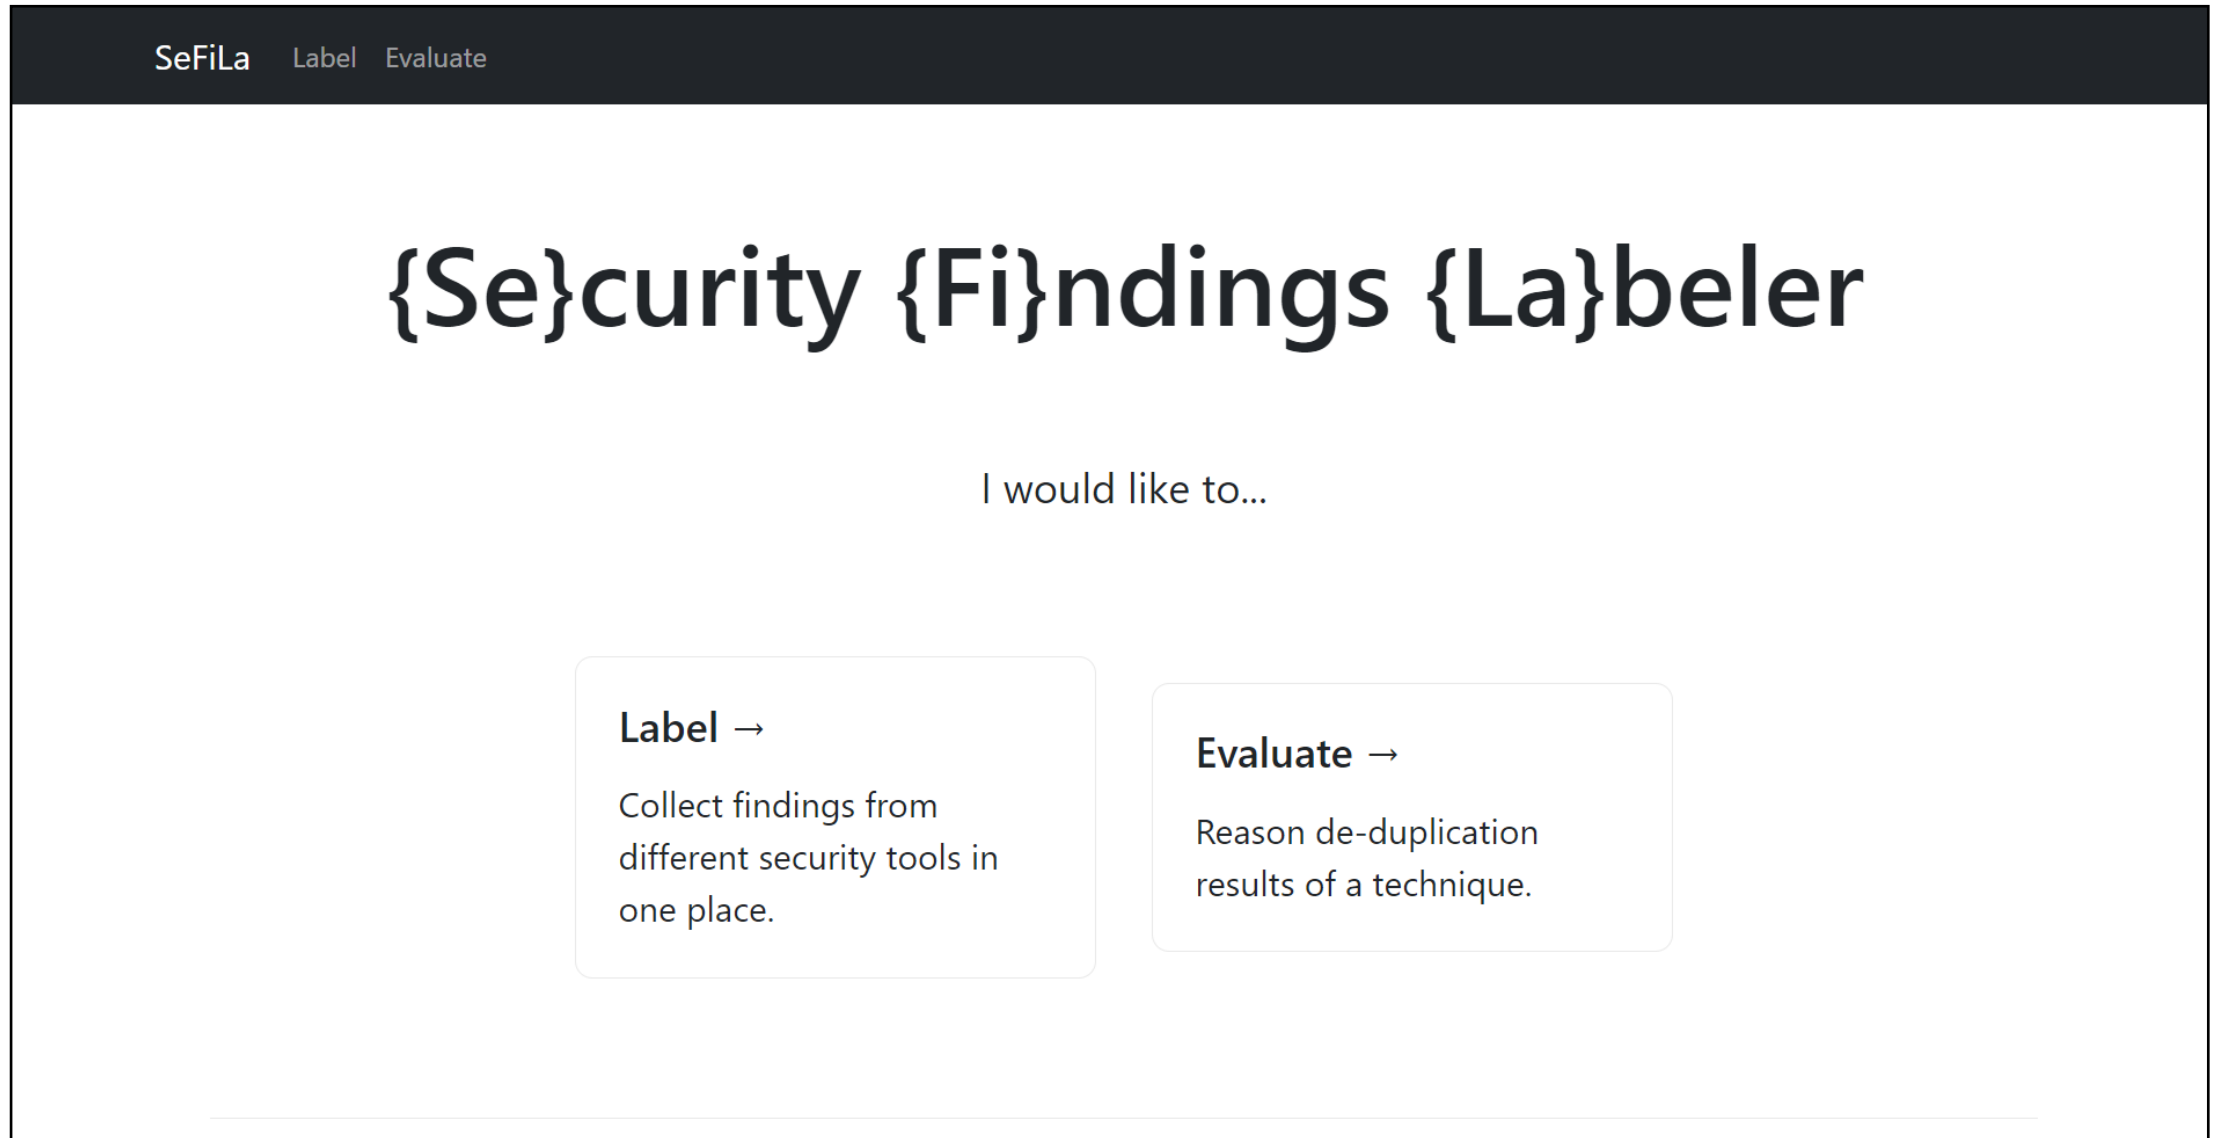 SeFiLa Label Evaluate
{Se}curity {Fi}ndings {La}beler
I would like to...
Label →
Collect findings from
different security tools in
one place.
Evaluate →
Reason de-duplication
results of a technique.